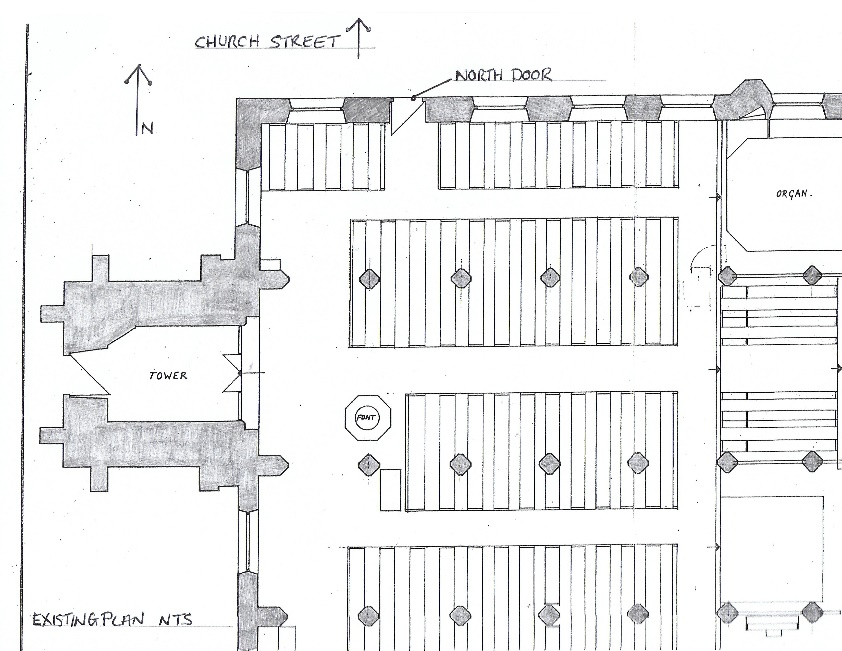 CHURCH STREET
NORTH DOOR
N
ORGAN.
TOWER
FONT
EXISTING PLAN NTS